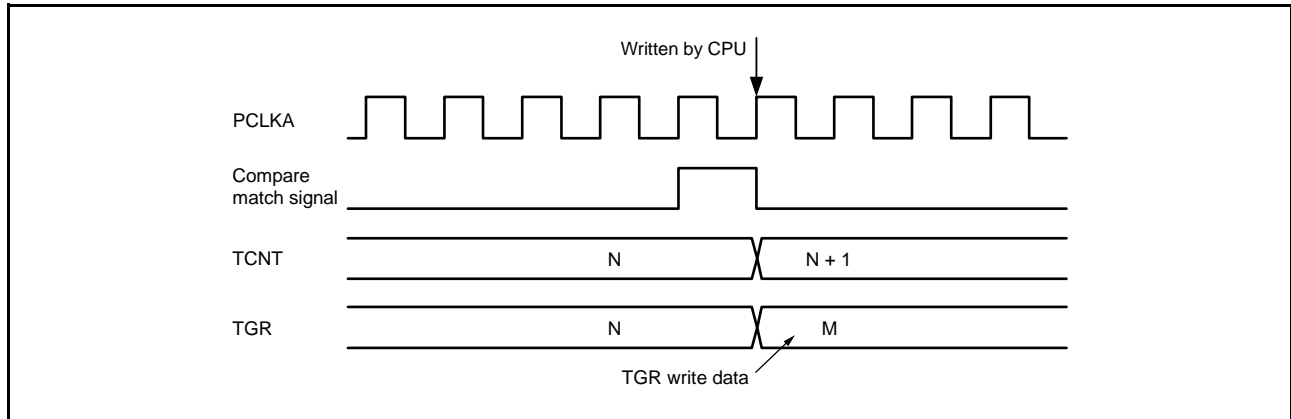 Written by CPU
PCLKA
Compare
match signal
TCNT
N
N + 1
TGR
N
M
TGR write data